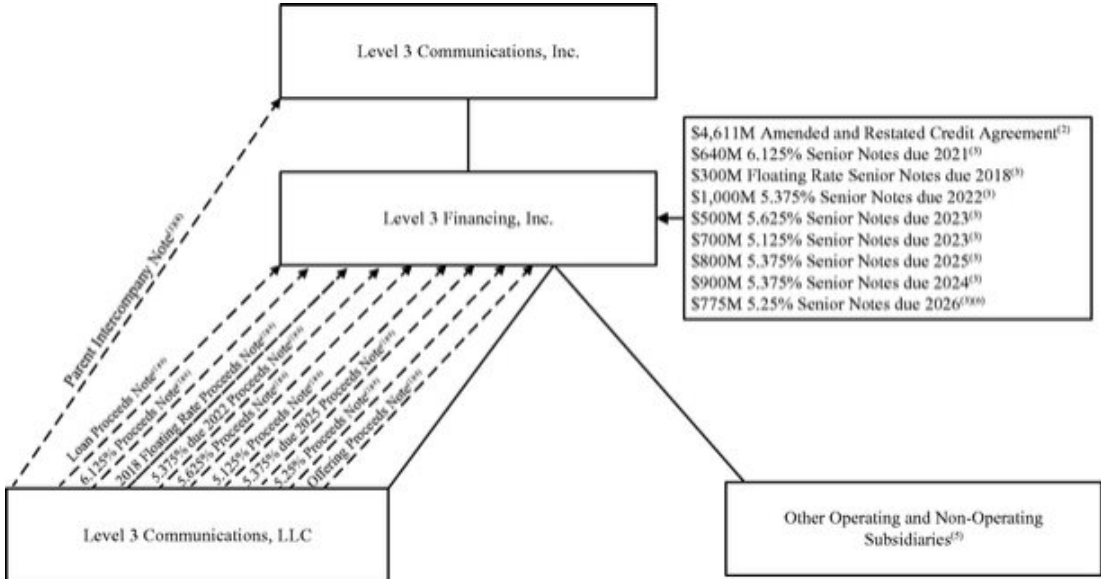 Level 3 Communications, Inc.
$4,611M Amended and Restated Credit Agreement(2)
$640M 6.125% Senior Notes due 2021(3)
$300M Floating Rate Senior Notes due 2018(3)
$1,000M 5.375% Senior Notes due 2022(3)
$500M 5.625% Senior Notes due 2023(3)
$700M 5.125% Senior Notes due 2023(3)
$800M 5.375% Senior Notes due 2025(3)
$900M 5.375% Senior Notes due 2024(3)
$775M 5.25% Senior Notes due 2026(3)(6)
Level 3 Financing, Inc.
Parent Intercompany Note
Loan Proceeds Note
6.125% Proceeds Note
2018 Floating Rate Proceeds Note
5.375% due 2022 Proceeds Note
5.625% Proceeds Note
5.125% Proceeds Note
5.375% due 2025 Proceeds Note
5.25% Proceeds Note
Offering Proceeds Note
Level 3 Communications, LLC
Other Operating and Non-Operating
Subsidiaries(5)